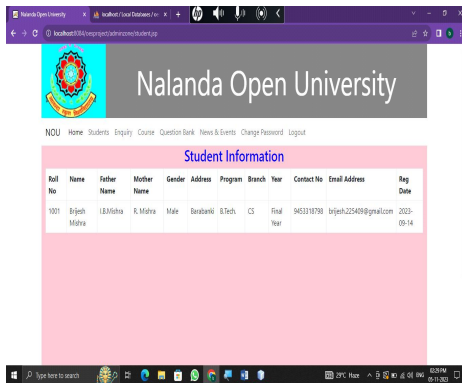 Nalanda Open University
localhost / Local Databases / ee
localhost:8084/oesproject/adminzone/student.jsp
Nalanda Open University
NOU Home Students Enquiry Course Question Bank News & Events Change Password Logout
Student Information
Roll No Name Father Name Mother Name Gender Address Program Branch Year Contact No Email Address Reg Date
1001 Brijesh Mishra I.B.Mishra R. Mishra Male Barabanki B.Tech. CS Final Year 9453318798 brijesh.225409@gmail.com 2023-09-14
Type here to search
29°C Haze
ENG
02:29 PM
05-11-2023